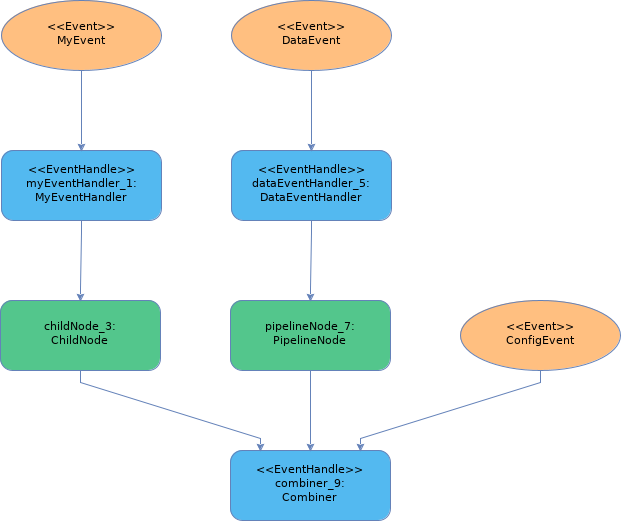 <<Event>>
MyEvent
<<Event>>
DataEvent
<<EventHandle>>
myEventHandler_1:
MyEventHandler
<<EventHandle>>
dataEventHandler_5:
DataEventHandler
childNode_3:
ChildNode
pipelineNode_7:
PipelineNode
<<Event>>
ConfigEvent
<<EventHandle>>
combiner_9:
Combiner